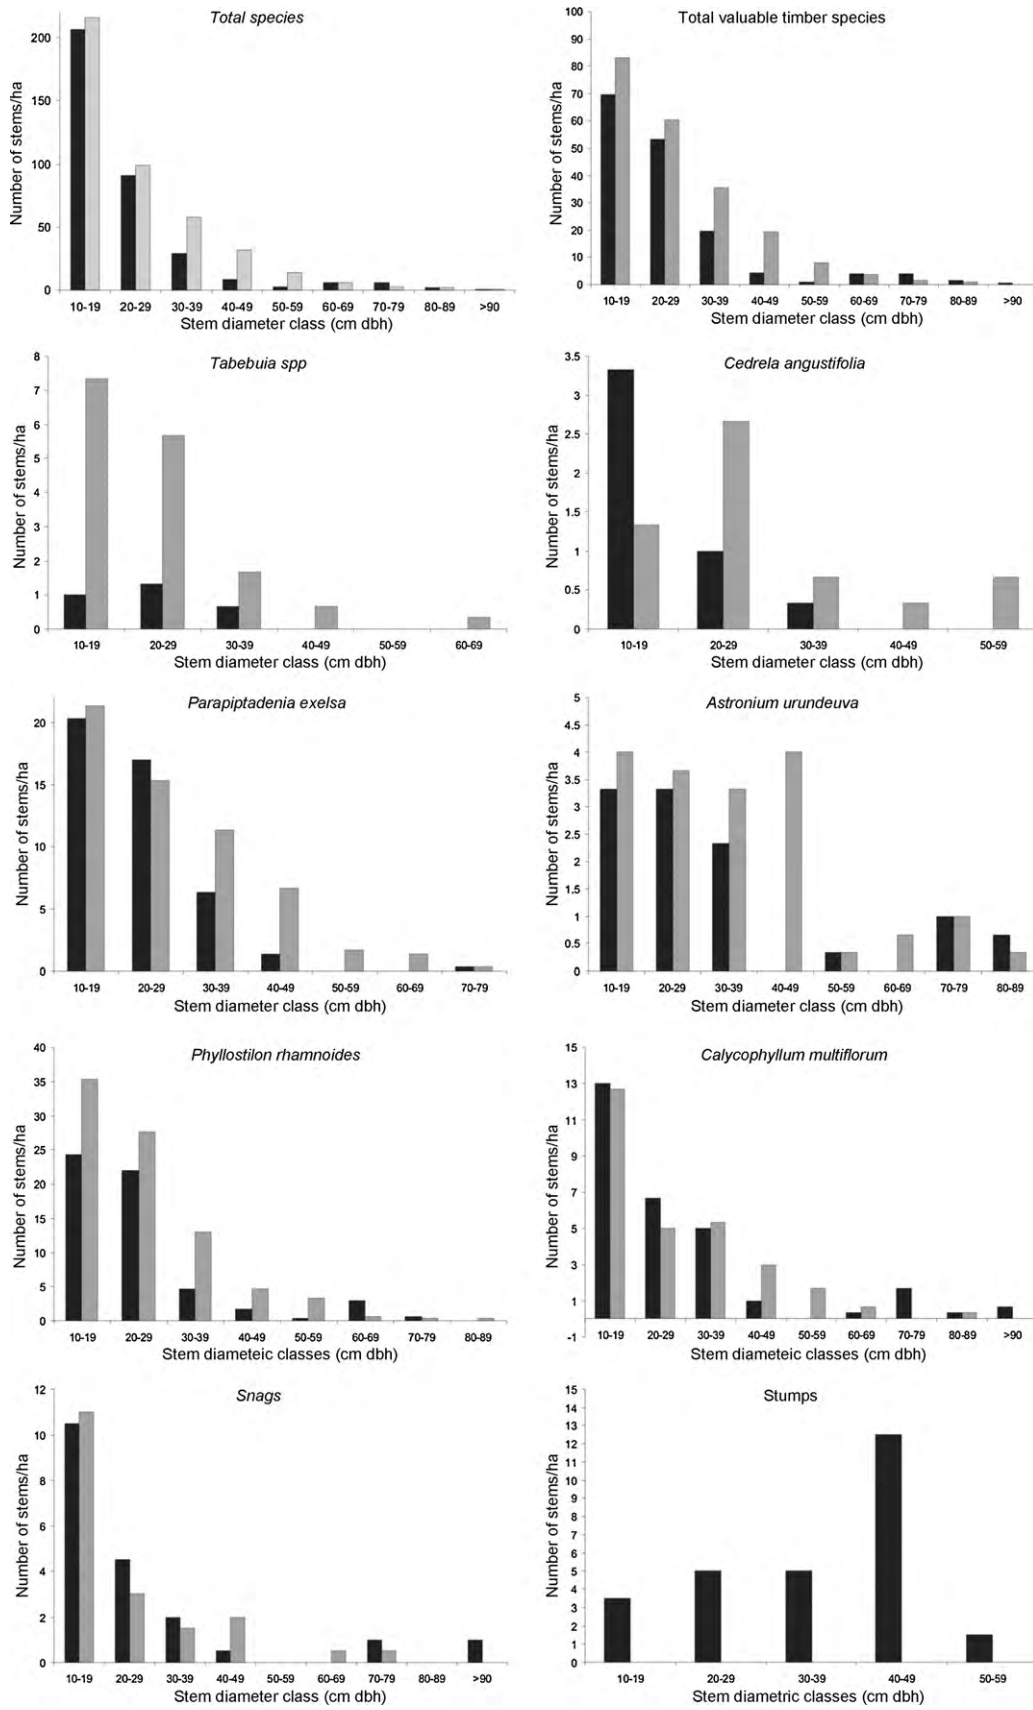 Total species
Number of stems/ha
200
150
100
50
0
10-19 20-29 30-39 40-49 50-59 60-69 70-79 80-89 >90
Stem diameter class (cm dbh)
Total valuable timber species
Number of stems/ha
100
90
80
70
60
50
40
30
20
10
0
10-19 20-29 30-39 40-49 50-59 60-69 70-79 80-89 >90
Stem diameter class (cm dbh)
Tabebuia spp
Number of stems/ha
8
7
6
5
4
3
2
1
0
10-19 20-29 30-39 40-49 50-59 60-69
Stem diameter class (cm dbh)
Cedrela angustifolia
Number of stems/ha
3.5
3
2.5
2
1.5
1
0.5
0
10-19 20-29 30-39 40-49 50-59
Stem diameter class (cm dbh)
Parapiptadenia exelsa
Number of stems/ha
20
15
10
5
0
10-19 20-29 30-39 40-49 50-59 60-69 70-79
Stem diameter class (cm dbh)
Astronium urundeuva
Number of stems/ha
5
4.5
4
3.5
3
2.5
2
1.5
1
0.5
0
10-19 20-29 30-39 40-49 50-59 60-69 70-79 80-89
Stem diameter class (cm dbh)
Phyllostilon rhamnoides
Number of stems/ha
40
35
30
25
20
15
10
5
0
10-19 20-29 30-39 40-49 50-59 60-69 70-79 80-89
Stem diameteic classes (cm dbh)
Calycophyllum multiflorum
Number of stems/ha
15
13
11
9
7
5
3
1
-1
10-19 20-29 30-39 40-49 50-59 60-69 70-79 80-89 >90
Stem diameteic classes (cm dbh)
Snags
Number of stems/ha
12
10
8
6
4
2
0
10-19 20-29 30-39 40-49 50-59 60-69 70-79 80-89 >90
Stem diameter class (cm dbh)
Stumps
Number of stems/ha
15
14
13
12
11
10
9
8
7
6
5
4
3
2
1
0
10-19 20-29 30-39 40-49 50-59
Stem diametric classes (cm dbh)